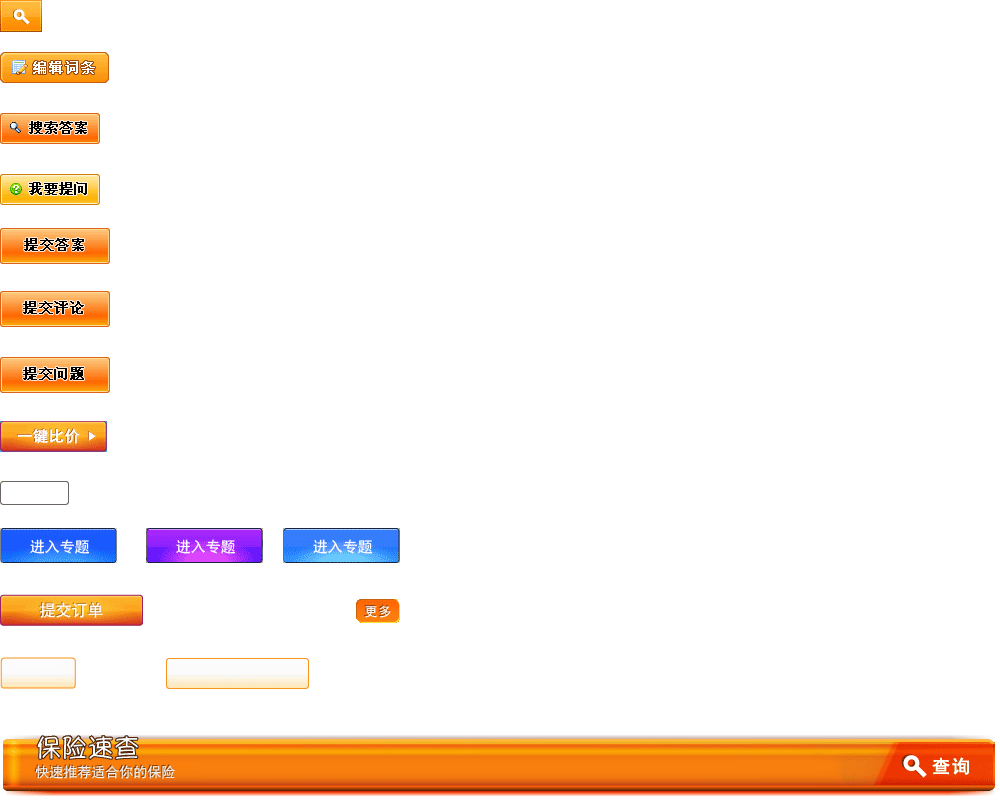 编辑词条
搜索答案
我要提问
提交答案
提交评论
提交问题
一键比价
进入专题 进入专题 进入专题
提交订单 更多
保险速查
快速推荐适合你的保险
查询